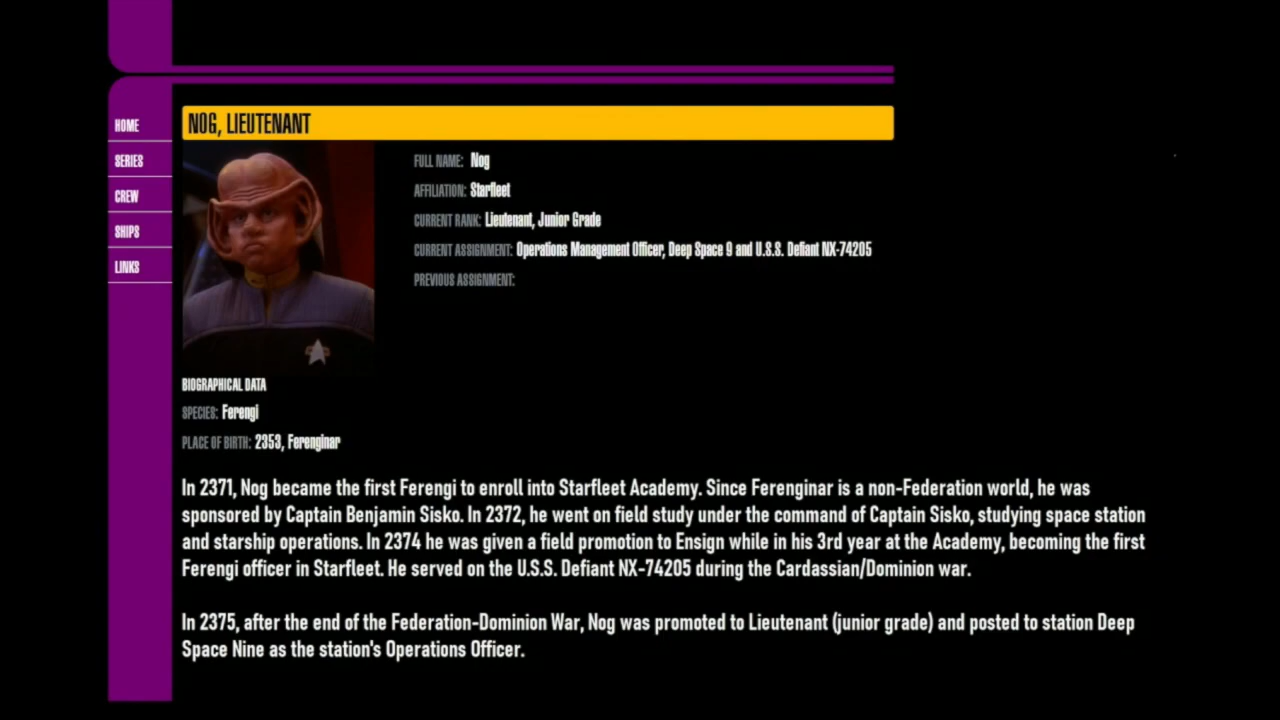 NOG, LIEUTENANT
HOME
SERIES
CREW
SHIPS
LINKS
FULL NAME: Nog
AFFILIATION: Starfleet
CURRENT RANK: Lieutenant, Junior Grade
CURRENT ASSIGNMENT: Operations Management Officer, Deep Space 9 and U.S.S. Defiant NX-74205
PREVIOUS ASSIGNMENT:
BIOGRAPHICAL DATA
SPECIES: Ferengi
PLACE OF BIRTH: 2353, Ferenginar
In 2371, Nog became the first Ferengi to enroll into Starfleet Academy. Since Ferenginar is a non-Federation world, he was
sponsored by Captain Benjamin Sisko. In 2372, he went on field study under the command of Captain Sisko, studying space station
and starship operations. In 2374 he was given a field promotion to Ensign while in his 3rd year at the Academy, becoming the first
Ferengi officer in Starfleet. He served on the U.S.S. Defiant NX-74205 during the Cardassian/Dominion war.
In 2375, after the end of the Federation-Dominion War, Nog was promoted to Lieutenant (junior grade) and posted to station Deep
Space Nine as the station's Operations Officer.